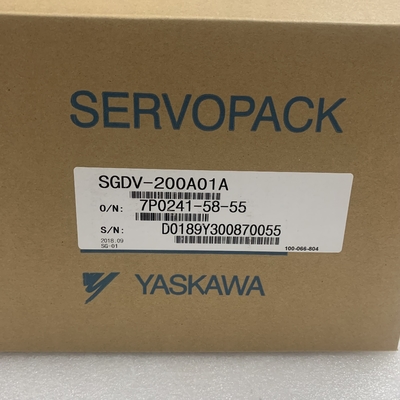 SERVOPACK
SGDV-200A01A
O/N: 7P0241-58-55
S/N: D0189Y300870055
2018.09
SG-01
100-066-804
YASKAWA